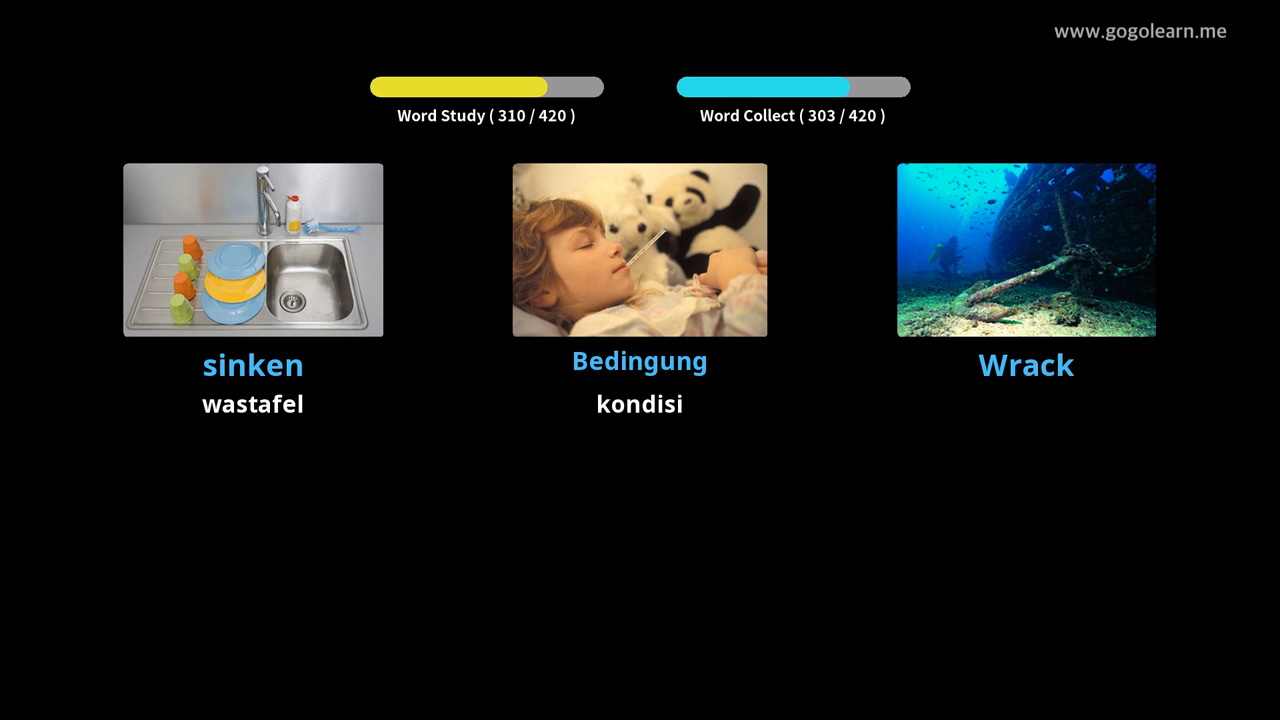 www.gogolearn.me
Word Study ( 310 / 420 )
Word Collect ( 303 / 420 )
sinken
wastafel
Bedingung
kondisi
Wrack